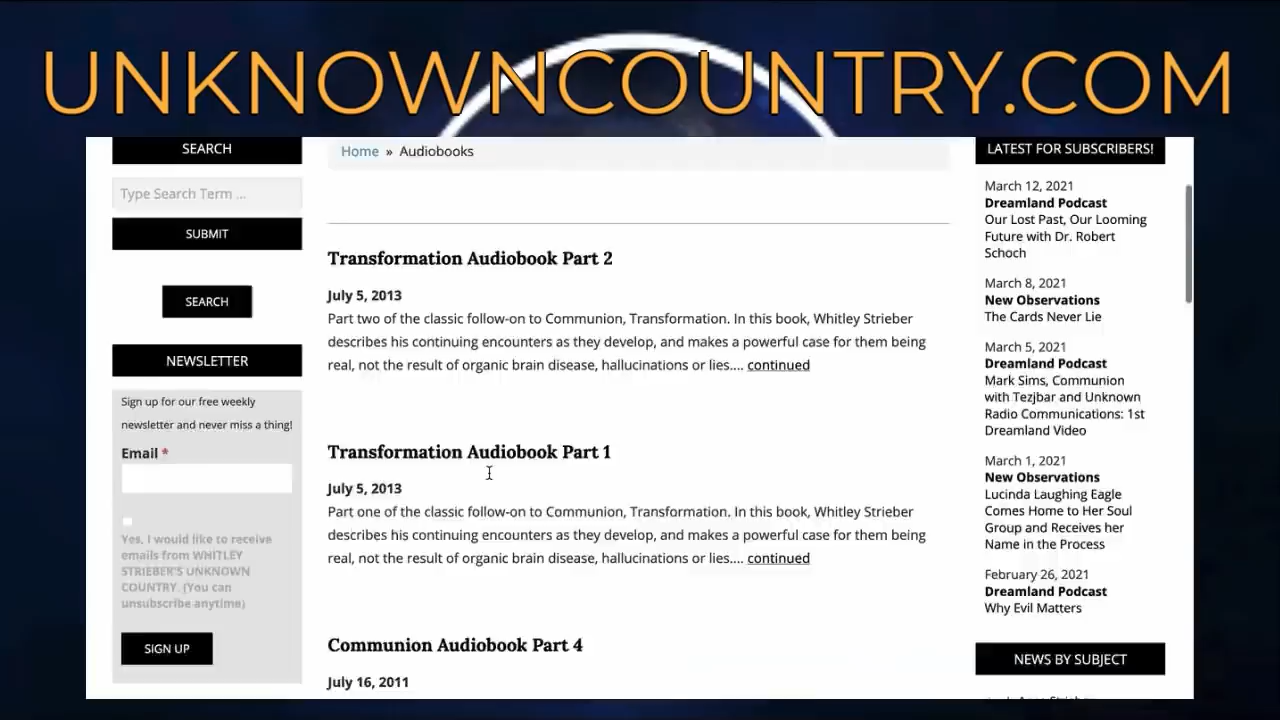 UNKNOWNCOUNTRY.COM
SEARCH
Type Search Term ...
SUBMIT
SEARCH
NEWSLETTER
Sign up for our free weekly
newsletter and never miss a thing!
Email *
Yes, I would like to receive
emails from WHITLEY
STRIEBER'S UNKNOWN
COUNTRY. (You can
unsubscribe anytime)
SIGN UP
Home » Audiobooks
Transformation Audiobook Part 2
July 5, 2013
Part two of the classic follow-on to Communion, Transformation. In this book, Whitley Strieber
describes his continuing encounters as they develop, and makes a powerful case for them being
real, not the result of organic brain disease, hallucinations or lies.... continued
Transformation Audiobook Part 1
July 5, 2013
Part one of the classic follow-on to Communion, Transformation. In this book, Whitley Strieber
describes his continuing encounters as they develop, and makes a powerful case for them being
real, not the result of organic brain disease, hallucinations or lies.... continued
Communion Audiobook Part 4
July 16, 2011
LATEST FOR SUBSCRIBERS!
March 12, 2021
Dreamland Podcast
Our Lost Past, Our Looming
Future with Dr. Robert
Schoch
March 8, 2021
New Observations
The Cards Never Lie
March 5, 2021
Dreamland Podcast
Mark Sims, Communion
with Tezjbar and Unknown
Radio Communications: 1st
Dreamland Video
March 1, 2021
New Observations
Lucinda Laughing Eagle
Comes Home to Her Soul
Group and Receives her
Name in the Process
February 26, 2021
Dreamland Podcast
Why Evil Matters
NEWS BY SUBJECT